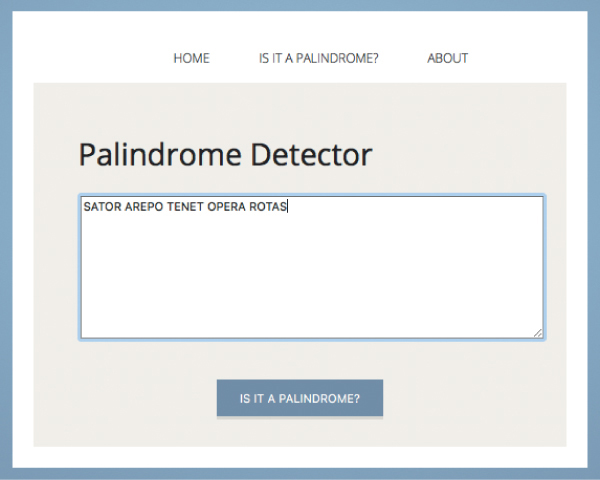 HOME IS IT A PALINDROME? ABOUT
Palindrome Detector
SATOR AREPO TENET OPERA ROTAS
IS IT A PALINDROME?